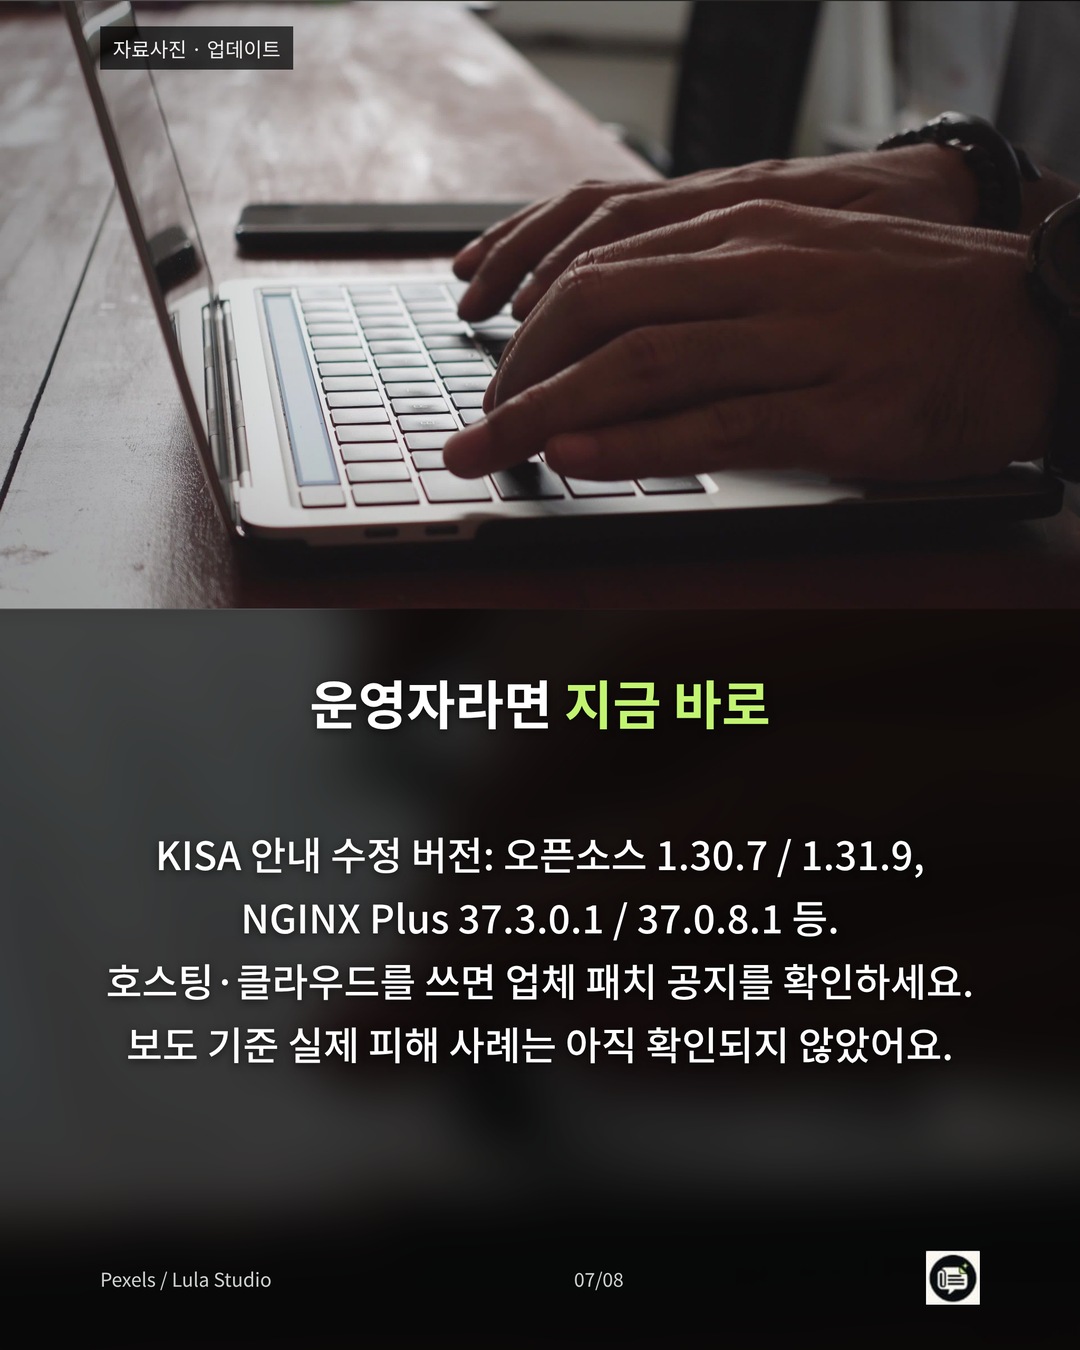 자료사진 · 업데이트
운영자라면 지금 바로
KISA 안내 수정 버전: 오픈소스 1.30.7 / 1.31.9,
NGINX Plus 37.3.0.1 / 37.0.8.1 등.
호스팅·클라우드를 쓰면 업체 패치 공지를 확인하세요.
보도 기준 실제 피해 사례는 아직 확인되지 않았어요.
Pexels / Lula Studio
07/08